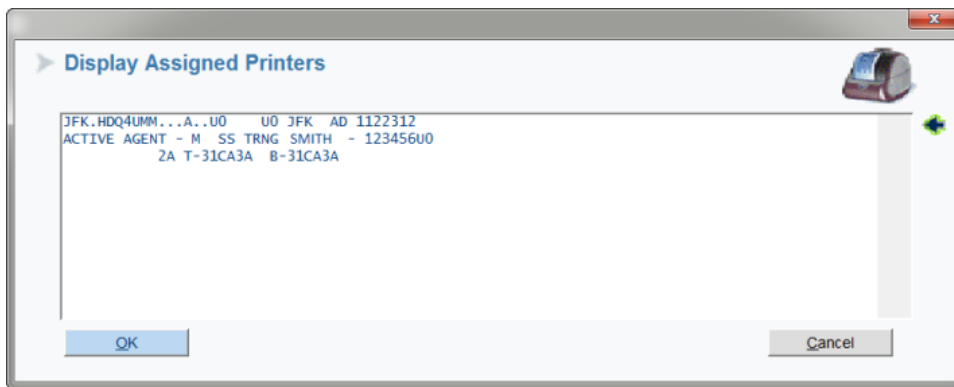 Display Assigned Printers
JFK.HDQ4UMM...A..U0    U0 JFK  AD 1122312
ACTIVE AGENT - M  SS TRNG  SMITH  - 123456U0
          2A T-31CA3A  B-31CA3A
OK
Cancel